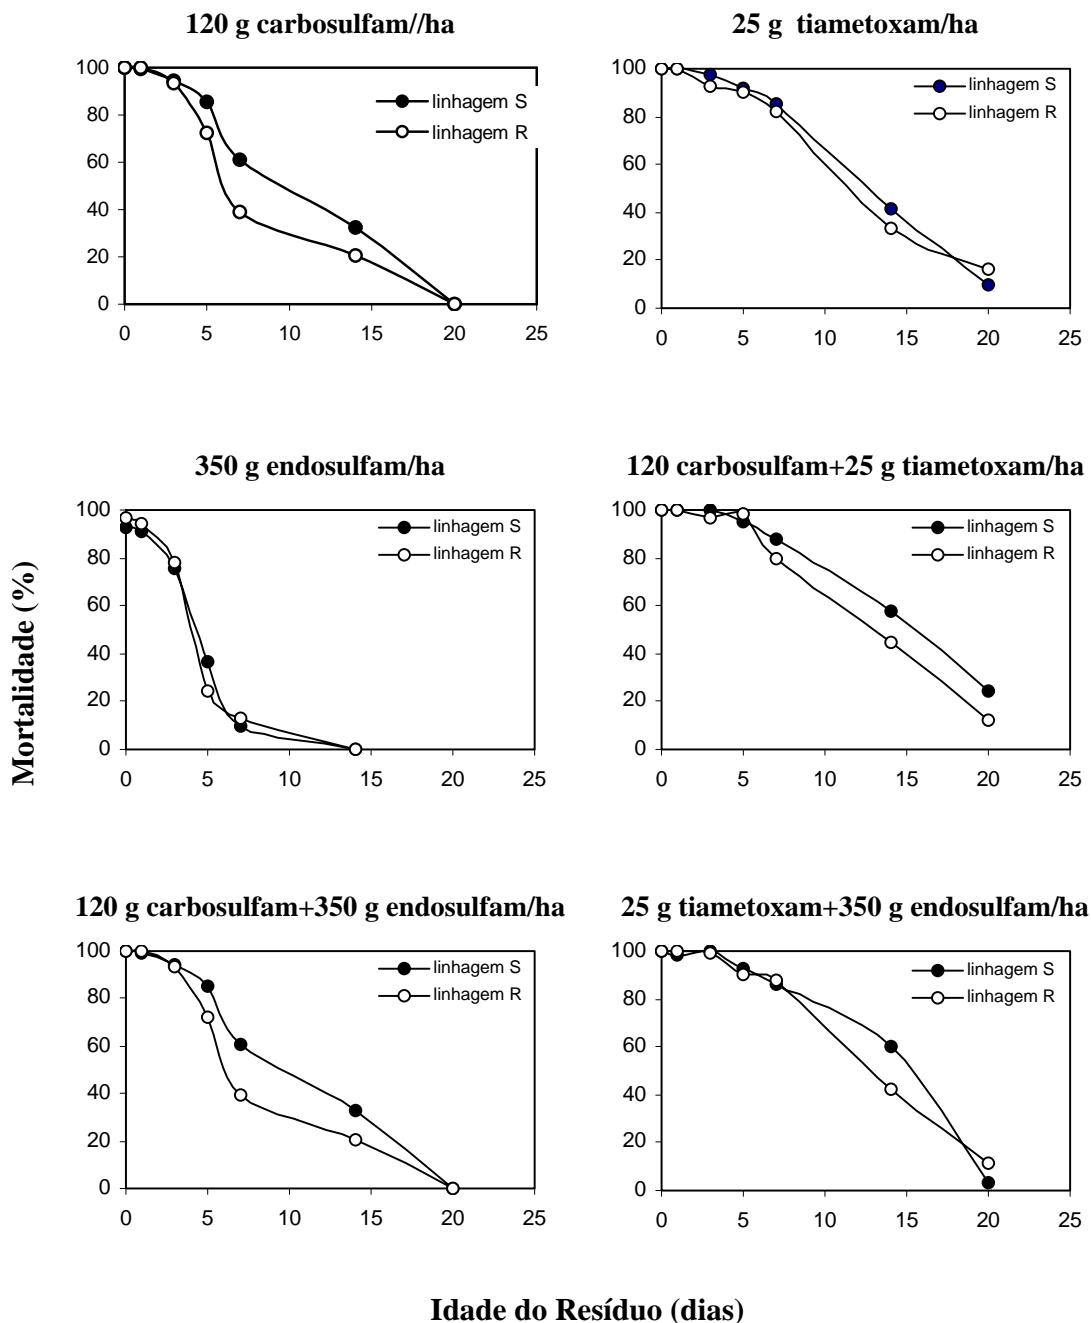 120 g carbosulfam//ha
100
80
60
40
20
0
0 5 10 15 20 25
linhagem S
linhagem R
25 g tiametoxam/ha
100
80
60
40
20
0
0 5 10 15 20 25
linhagem S
linhagem R
350 g endosulfam/ha
100
80
60
40
20
0
0 5 10 15 20 25
linhagem S
linhagem R
120 carbosulfam+25 g tiametoxam/ha
100
80
60
40
20
0
0 5 10 15 20 25
linhagem S
linhagem R
Mortalidade (%)
120 g carbosulfam+350 g endosulfam/ha
100
80
60
40
20
0
0 5 10 15 20 25
linhagem S
linhagem R
25 g tiametoxam+350 g endosulfam/ha
100
80
60
40
20
0
0 5 10 15 20 25
linhagem S
linhagem R
Idade do Resíduo (dias)